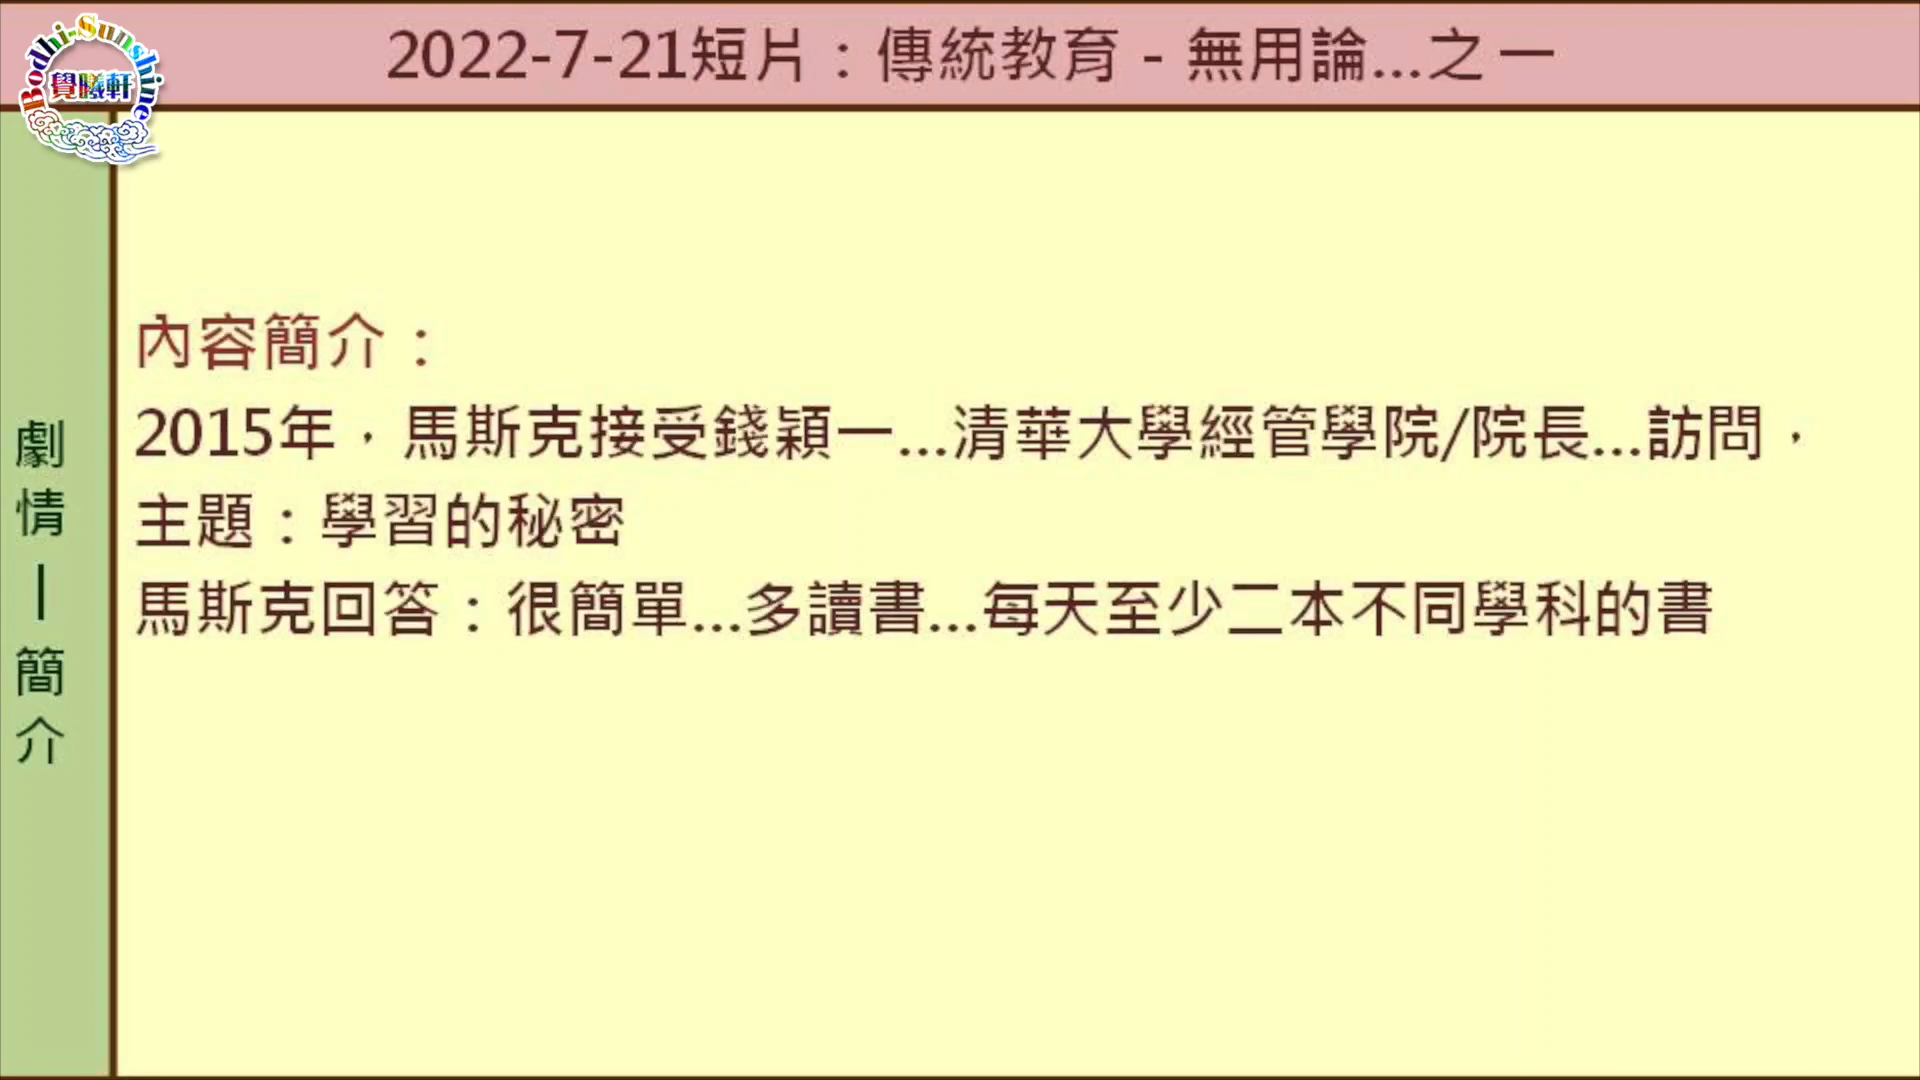 Bodhi-Sunshine
覺曦軒
2022-7-21短片：傳統教育 - 無用論...之一
劇情—簡介
內容簡介：
2015年，馬斯克接受錢穎一...清華大學經管學院/院長...訪問，
主題：學習的秘密
馬斯克回答：很簡單...多讀書...每天至少二本不同學科的書